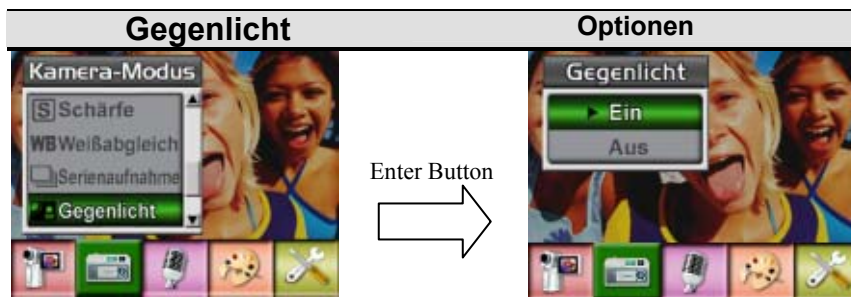 Gegenlicht Optionen
Kamera-Modus
S Schärfe
WB Weißabgleich
Serienaufnahme
Gegenlicht
Enter Button
Gegenlicht
Ein
Aus